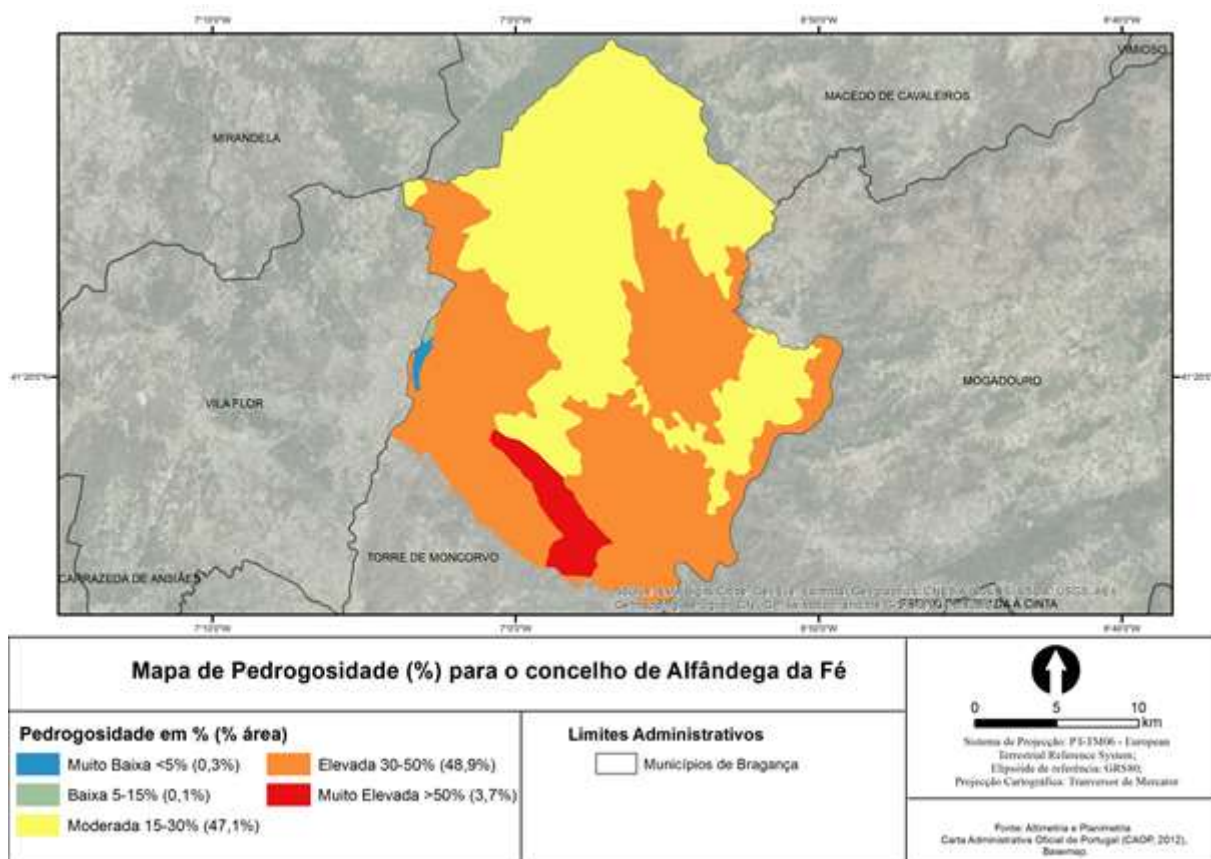 7°10'0"W 7°0'0"W 6°50'0"W 6°40'0"W
VIMIOSO
MACEDO DE CAVALEIROS
MIRANDELA
41°20'0"N 41°20'0"N
MOGADOURO
VILA FLOR
TORRE DE MONCORVO
CARRAZEDA DE ANSIÃES
À CINTA
7°10'0"W 7°0'0"W 6°50'0"W 6°40'0"W
Mapa de Pedrogosidade (%) para o concelho de Alfândega da Fé
Pedrogosidade em % (% área)
Muito Baixa <5% (0,3%)
Baixa 5-15% (0,1%)
Moderada 15-30% (47,1%)
Elevada 30-50% (48,9%)
Muito Elevada >50% (3,7%)
Limites Administrativos
Municípios de Bragança
0 5 10
km
Sistema de Projecção: PT-TM06 - European
Terrestrial Reference System;
Elipsóide de referência: GRS80;
Projecção Cartográfica: Tranversor de Mercator
Fonte: Altimetria e Planimetria
Carta Administrativa Oficial de Portugal (CAOP, 2012),
Basemap.